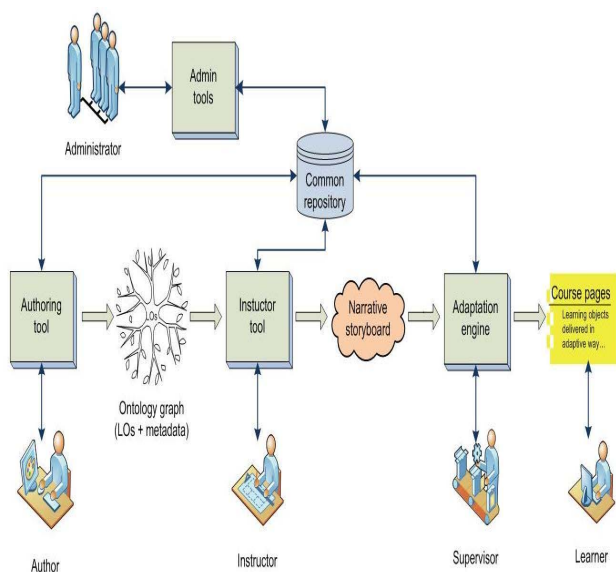 Admin
tools
Administrator
Common
repository
Authoring
tool
LOs
Instuctor
tool
Narrative
storyboard
Adaptation
engine
Course pages
Learning objects
delivered in
adaptive way...
Ontology graph
(LOs + metadata)
Author
Instructor
Supervisor
Learner